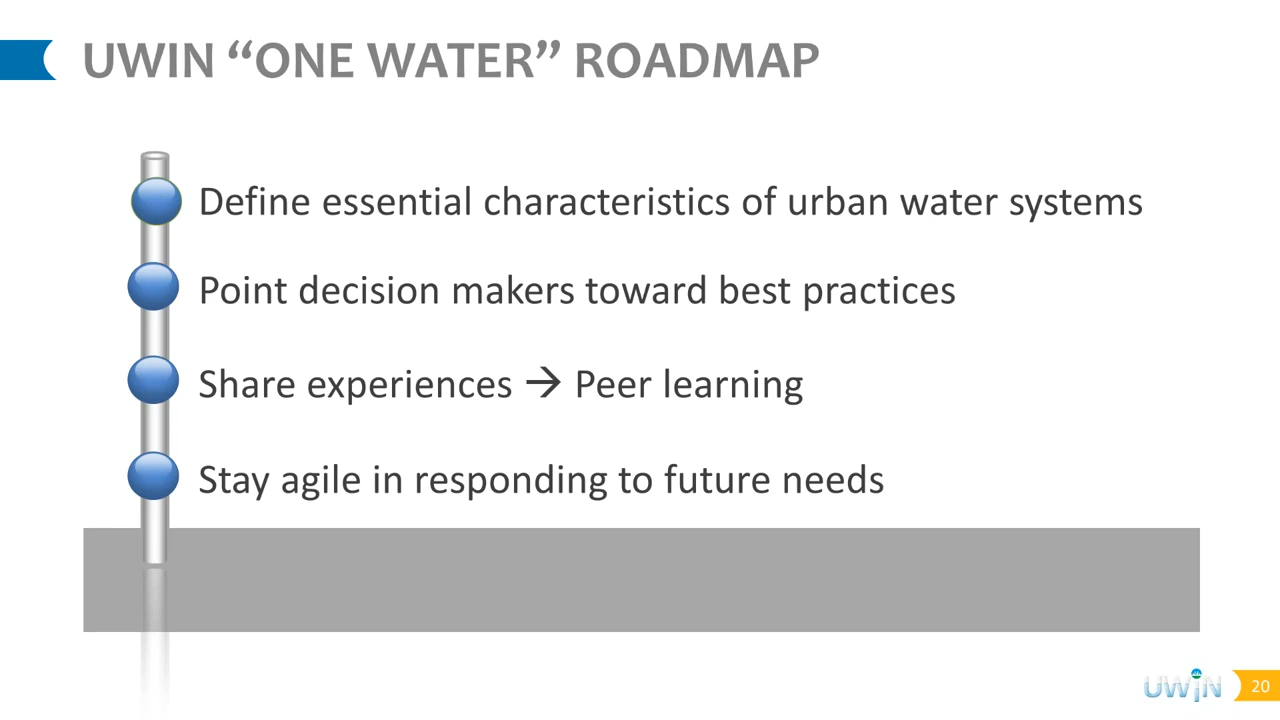 UWIN “ONE WATER” ROADMAP
Define essential characteristics of urban water systems
Point decision makers toward best practices
Share experiences → Peer learning
Stay agile in responding to future needs
UWIN
20